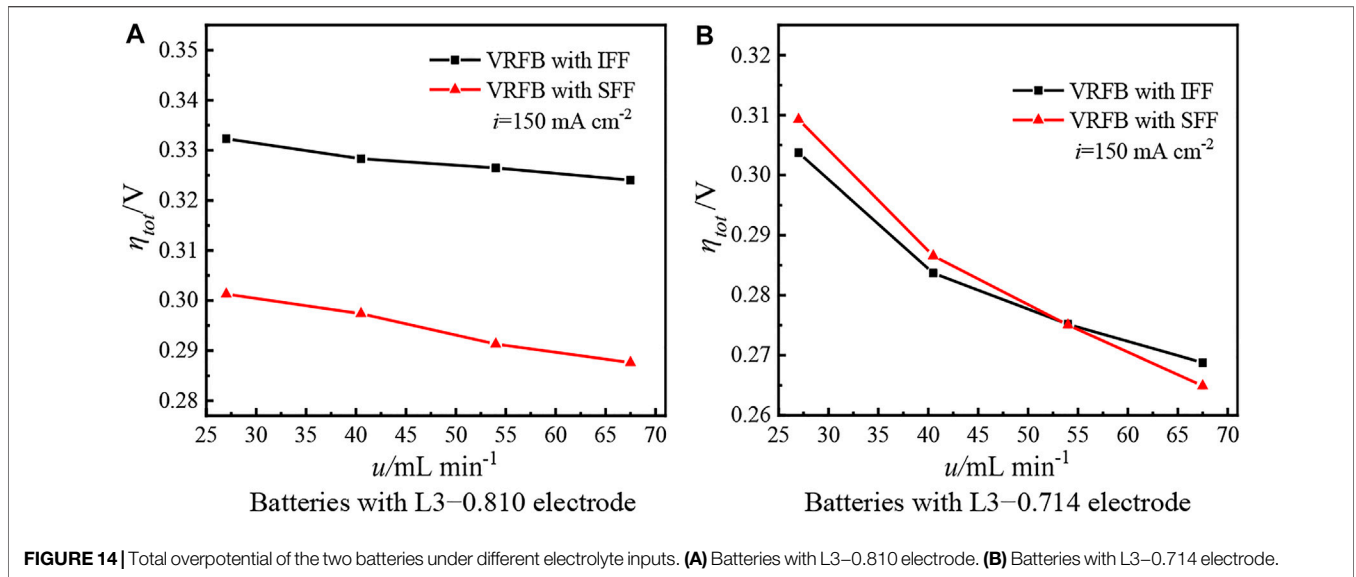 A
0.35
0.34
0.33
0.32
0.31
0.30
0.29
0.28
η_tot/V
VRFB with IFF
VRFB with SFF
i=150 mA cm⁻²
25 30 35 40 45 50 55 60 65 70
u/mL min⁻¹
Batteries with L3−0.810 electrode
B
0.32
0.31
0.30
0.29
0.28
0.27
0.26
η_tot/V
VRFB with IFF
VRFB with SFF
i=150 mA cm⁻²
25 30 35 40 45 50 55 60 65 70
u/mL min⁻¹
Batteries with L3−0.714 electrode
FIGURE 14 | Total overpotential of the two batteries under different electrolyte inputs. (A) Batteries with L3–0.810 electrode. (B) Batteries with L3–0.714 electrode.